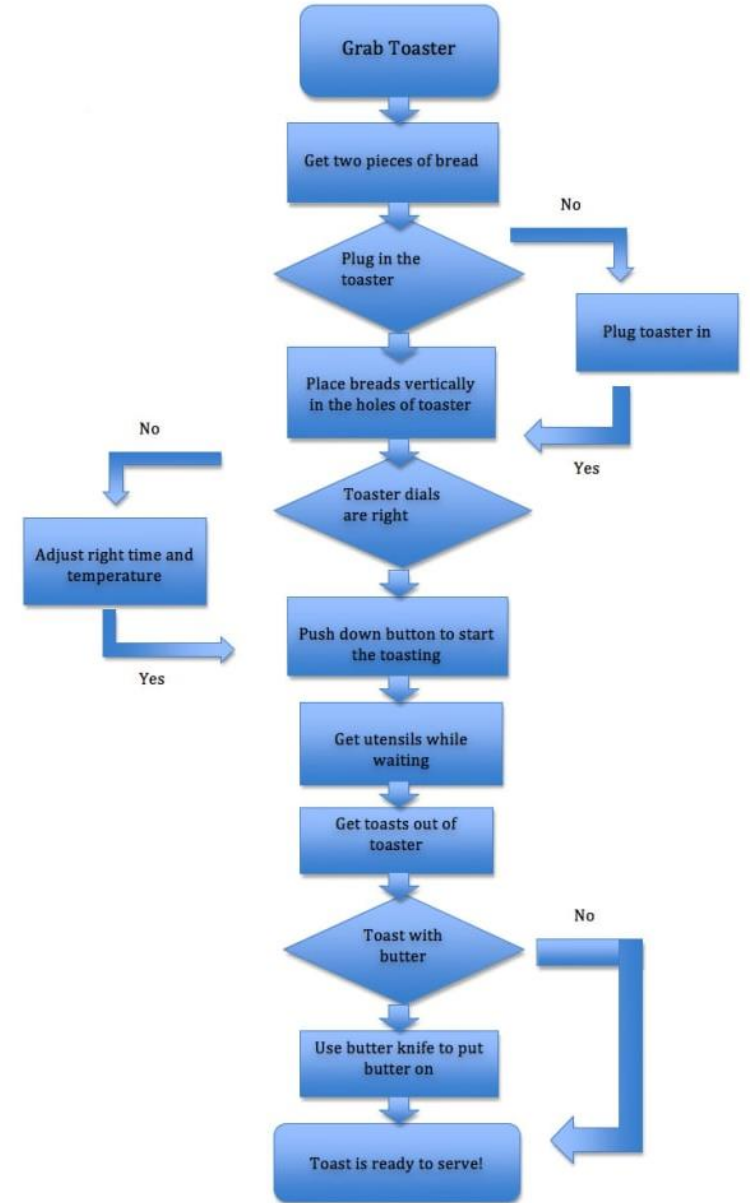 Grab Toaster
Get two pieces of bread
No
Plug in the
toaster
Plug toaster in
Place breads vertically
in the holes of toaster
No
Yes
Toaster dials
are right
Adjust right time and
temperature
Push down button to start
the toasting
Yes
Get utensils while
waiting
Get toasts out of
toaster
No
Toast with
butter
Use butter knife to put
butter on
Toast is ready to serve!